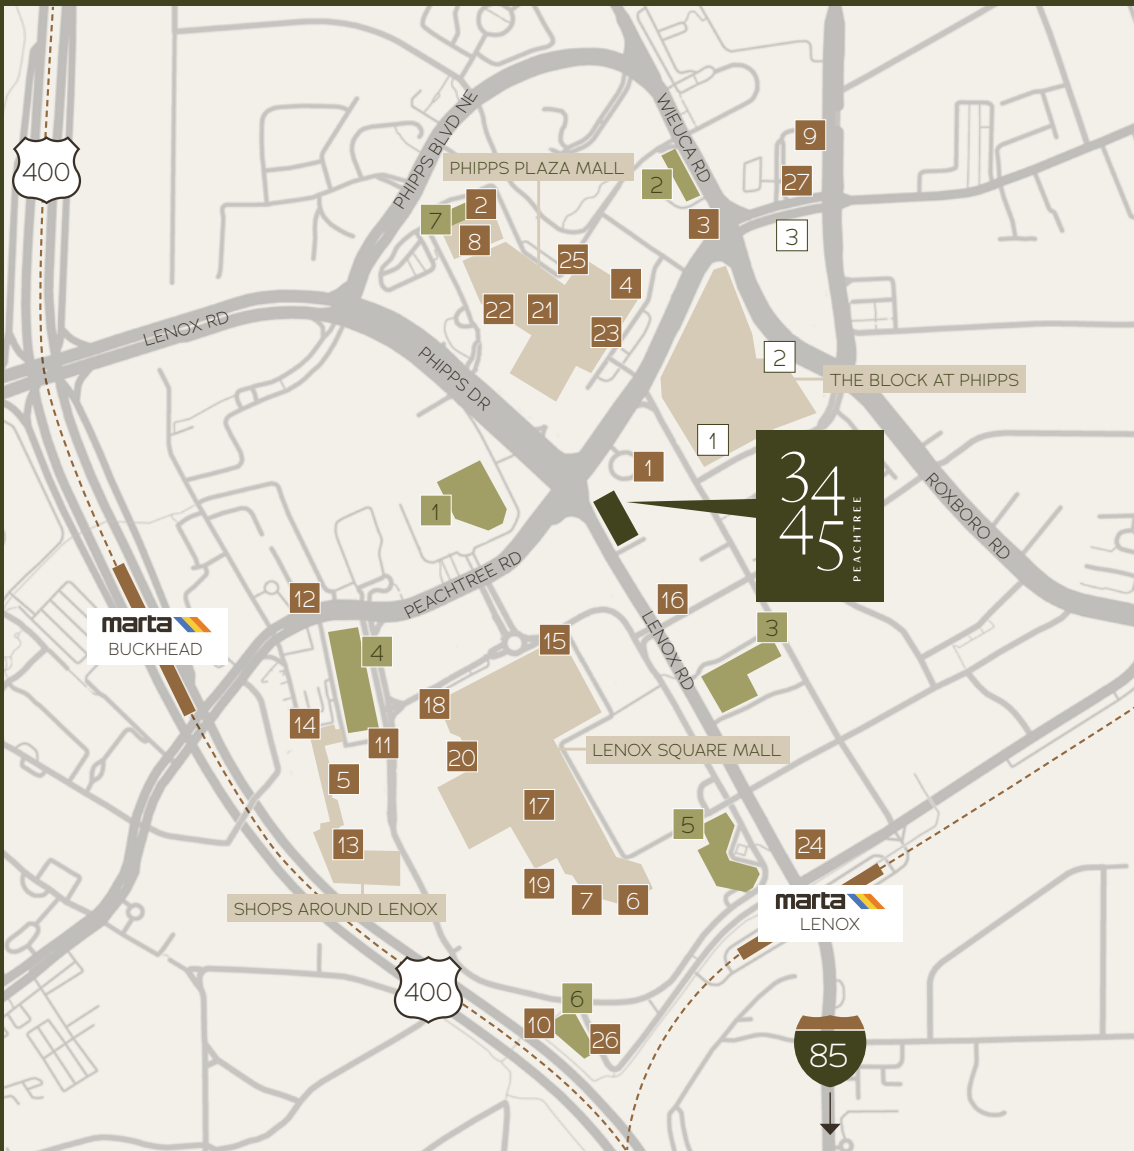 400
PHIPPS BLVD NE
WIEUCA RD
9
PHIPPS PLAZA MALL
27
2
2
7
3
3
8
25
4
22
21
23
LENOX RD
2
PHIPPS DR
THE BLOCK AT PHIPPS
1
1
34
45
PEACHTREE
ROXBORO RD
1
PEACHTREE RD
12
16
marta
BUCKHEAD
LENOX RD
3
4
15
18
14
11
LENOX SQUARE MALL
20
5
17
5
13
24
19
7
6
marta
LENOX
SHOPS AROUND LENOX
400
6
10
26
85